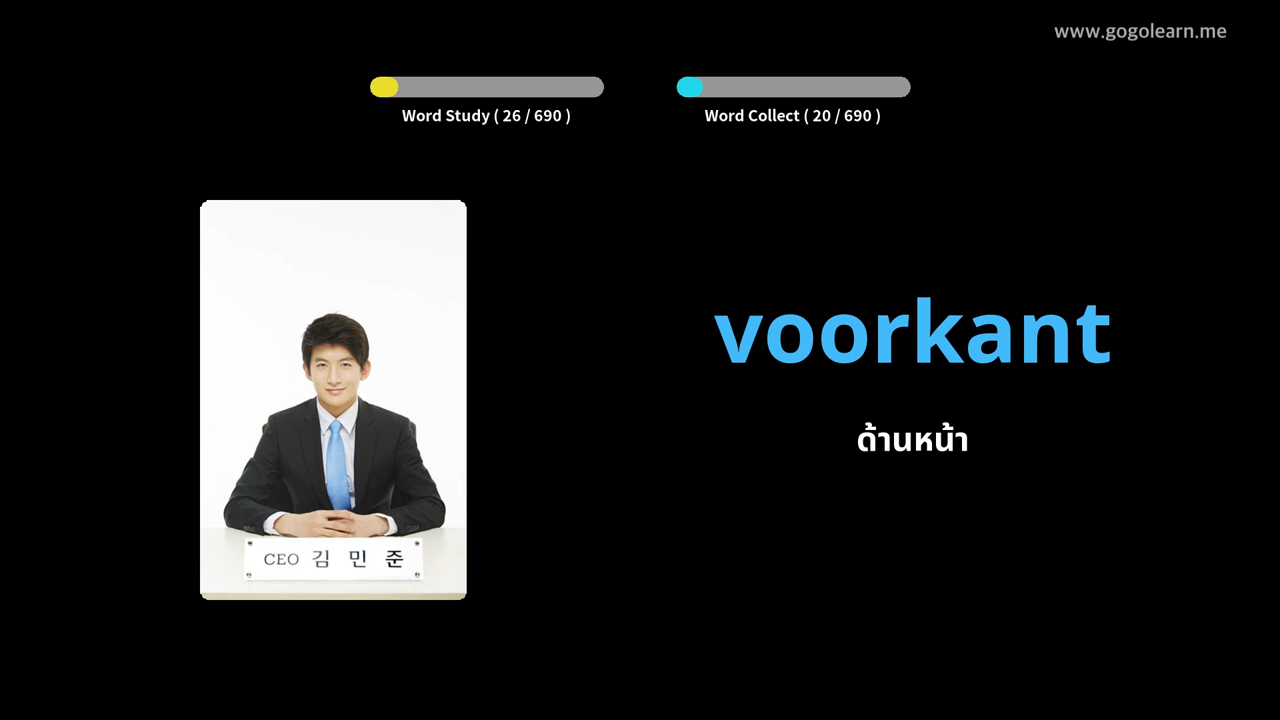 www.gogolearn.me
Word Study ( 26 / 690 )
Word Collect ( 20 / 690 )
voorkant
ด้านหน้า
CEO 김 민 준